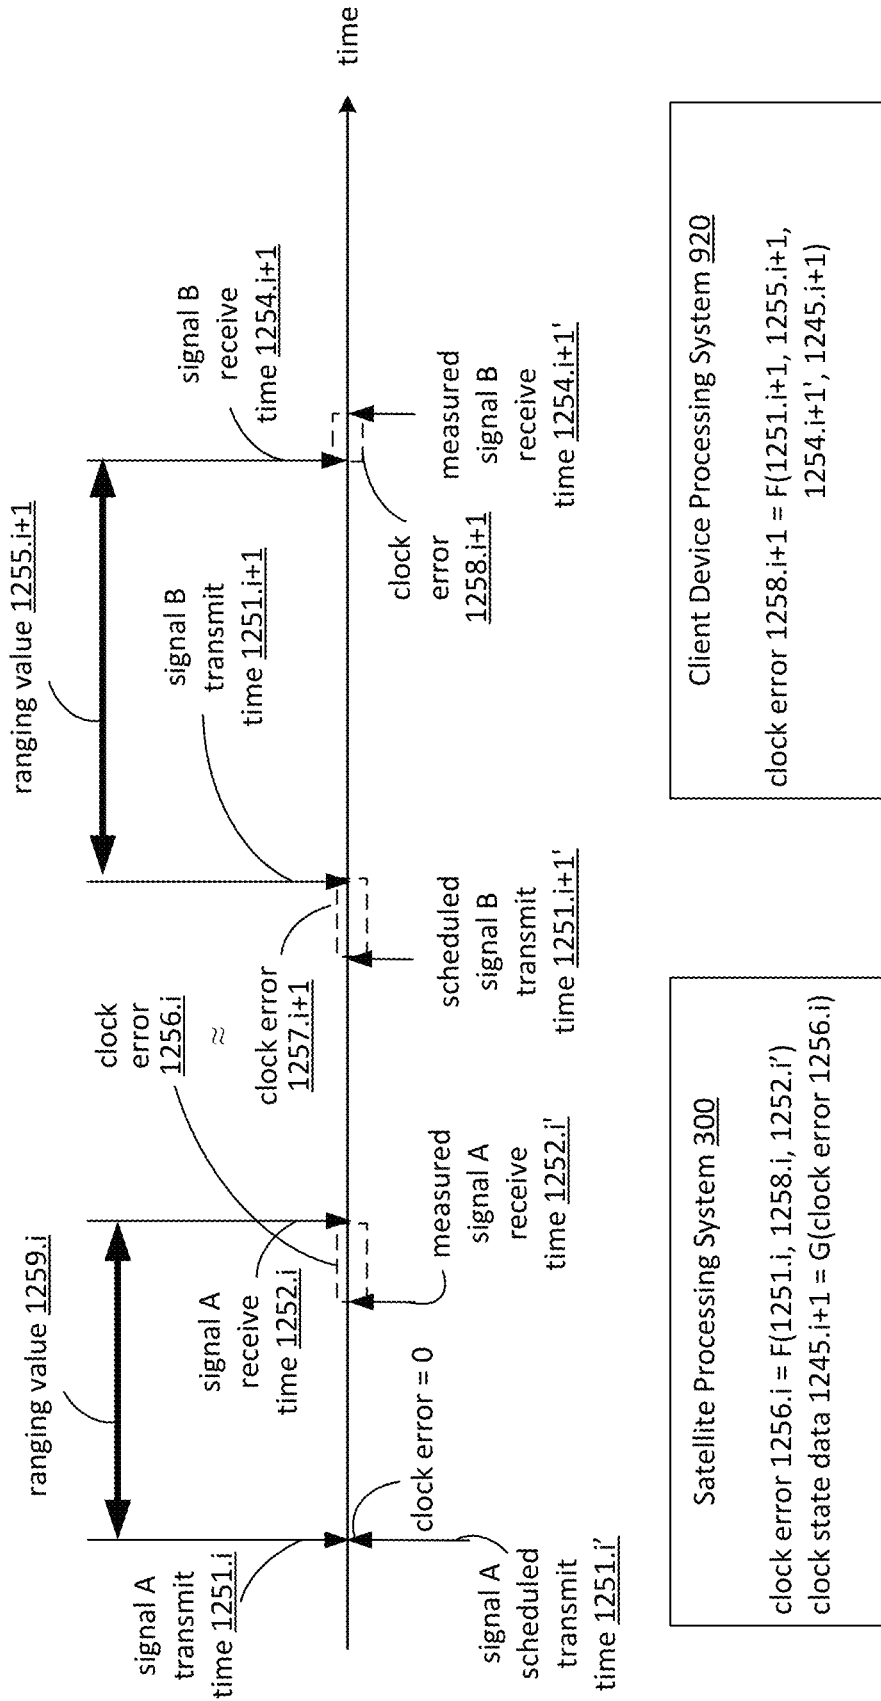 ranging value 1259.i
ranging value 1255.i+1
signal A
transmit
time 1251.i
signal A
receive
time 1252.i
clock
error
1256.i
≈
clock error
1257.i+1
signal B
transmit
time 1251.i+1
signal B
receive
time 1254.i+1
time
clock error = 0
signal A
scheduled
transmit
time 1251.i'
measured
signal A
receive
time 1252.i'
scheduled
signal B
transmit
time 1251.i+1'
clock
error
1258.i+1
measured
signal B
receive
time 1254.i+1'
Satellite Processing System 300
clock error 1256.i = F(1251.i, 1258.i, 1252.i')
clock state data 1245.i+1 = G(clock error 1256.i)
Client Device Processing System 920
clock error 1258.i+1 = F(1251.i+1, 1255.i+1,
1254.i+1', 1245.i+1)